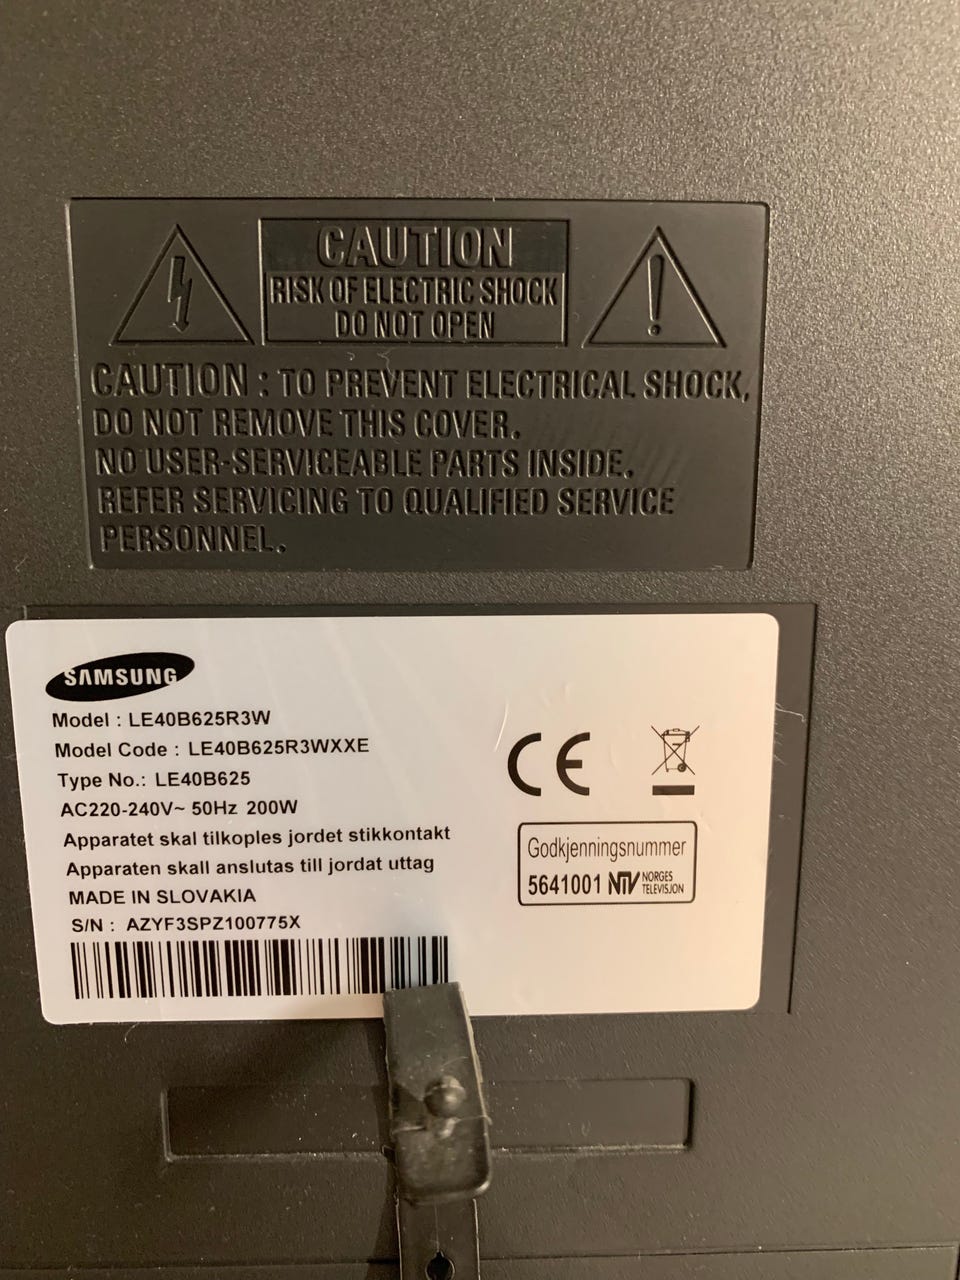 CAUTION
RISK OF ELECTRIC SHOCK
DO NOT OPEN
CAUTION : TO PREVENT ELECTRICAL SHOCK,
DO NOT REMOVE THIS COVER.
NO USER-SERVICEABLE PARTS INSIDE.
REFER SERVICING TO QUALIFIED SERVICE
PERSONNEL.
SAMSUNG
Model : LE40B625R3W
Model Code : LE40B625R3WXXE
Type No.: LE40B625
AC220-240V~ 50Hz 200W
Apparatet skal tilkoples jordet stikkontakt
Apparaten skall anslutas till jordat uttag
MADE IN SLOVAKIA
S/N : AZYF3SPZ100775X
CE
Godkjenningsnummer
5641001 NTV NORGES
TELEVISJON